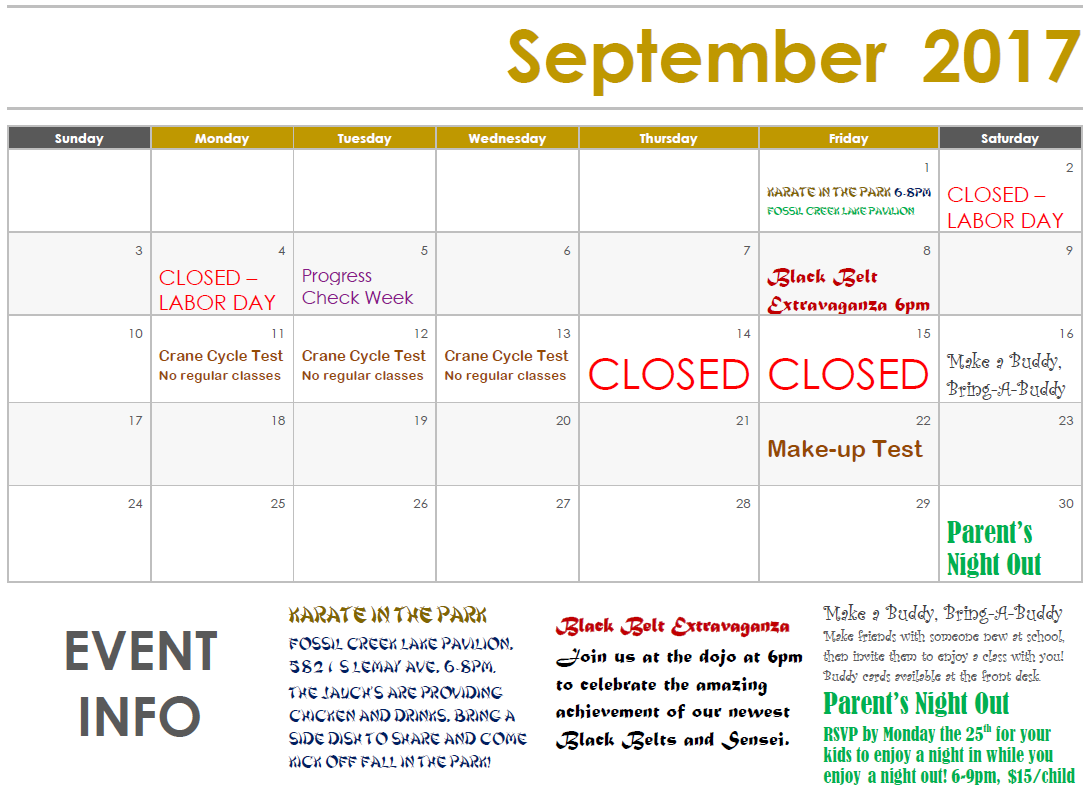 September 2017
Sunday Monday Tuesday Wednesday Thursday Friday Saturday
1 2
KARATE IN THE PARK 6-8PM
FOSSIL CREEK LAKE PAVILION
CLOSED –
LABOR DAY
3 4 5 6 7 8 9
CLOSED –
LABOR DAY
Progress
Check Week
Black Belt
Extravaganza 6pm
10 11 12 13 14 15 16
Crane Cycle Test
No regular classes
Crane Cycle Test
No regular classes
Crane Cycle Test
No regular classes
CLOSED
CLOSED
Make a Buddy,
Bring-A-Buddy
17 18 19 20 21 22 23
Make-up Test
24 25 26 27 28 29 30
Parent's
Night Out
EVENT
INFO
KARATE IN THE PARK
FOSSIL CREEK LAKE PAVILION,
5821 S LEMAY AVE, 6-8PM.
THE JAUCH'S ARE PROVIDING
CHICKEN AND DRINKS. BRING A
SIDE DISH TO SHARE AND COME
KICK OFF FALL IN THE PARK!
Black Belt Extravaganza
Join us at the dojo at 6pm
to celebrate the amazing
achievement of our newest
Black Belts and Sensei.
Make a Buddy, Bring-A-Buddy
Make friends with someone new at school,
then invite them to enjoy a class with you!
Buddy cards available at the front desk.
Parent's Night Out
RSVP by Monday the 25th for your
kids to enjoy a night in while you
enjoy a night out! 6-9pm, $15/child